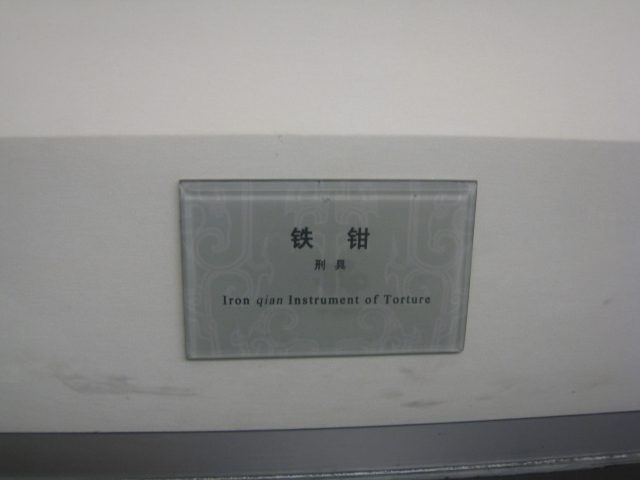 铁 钳
刑具
Iron qian Instrument of Torture